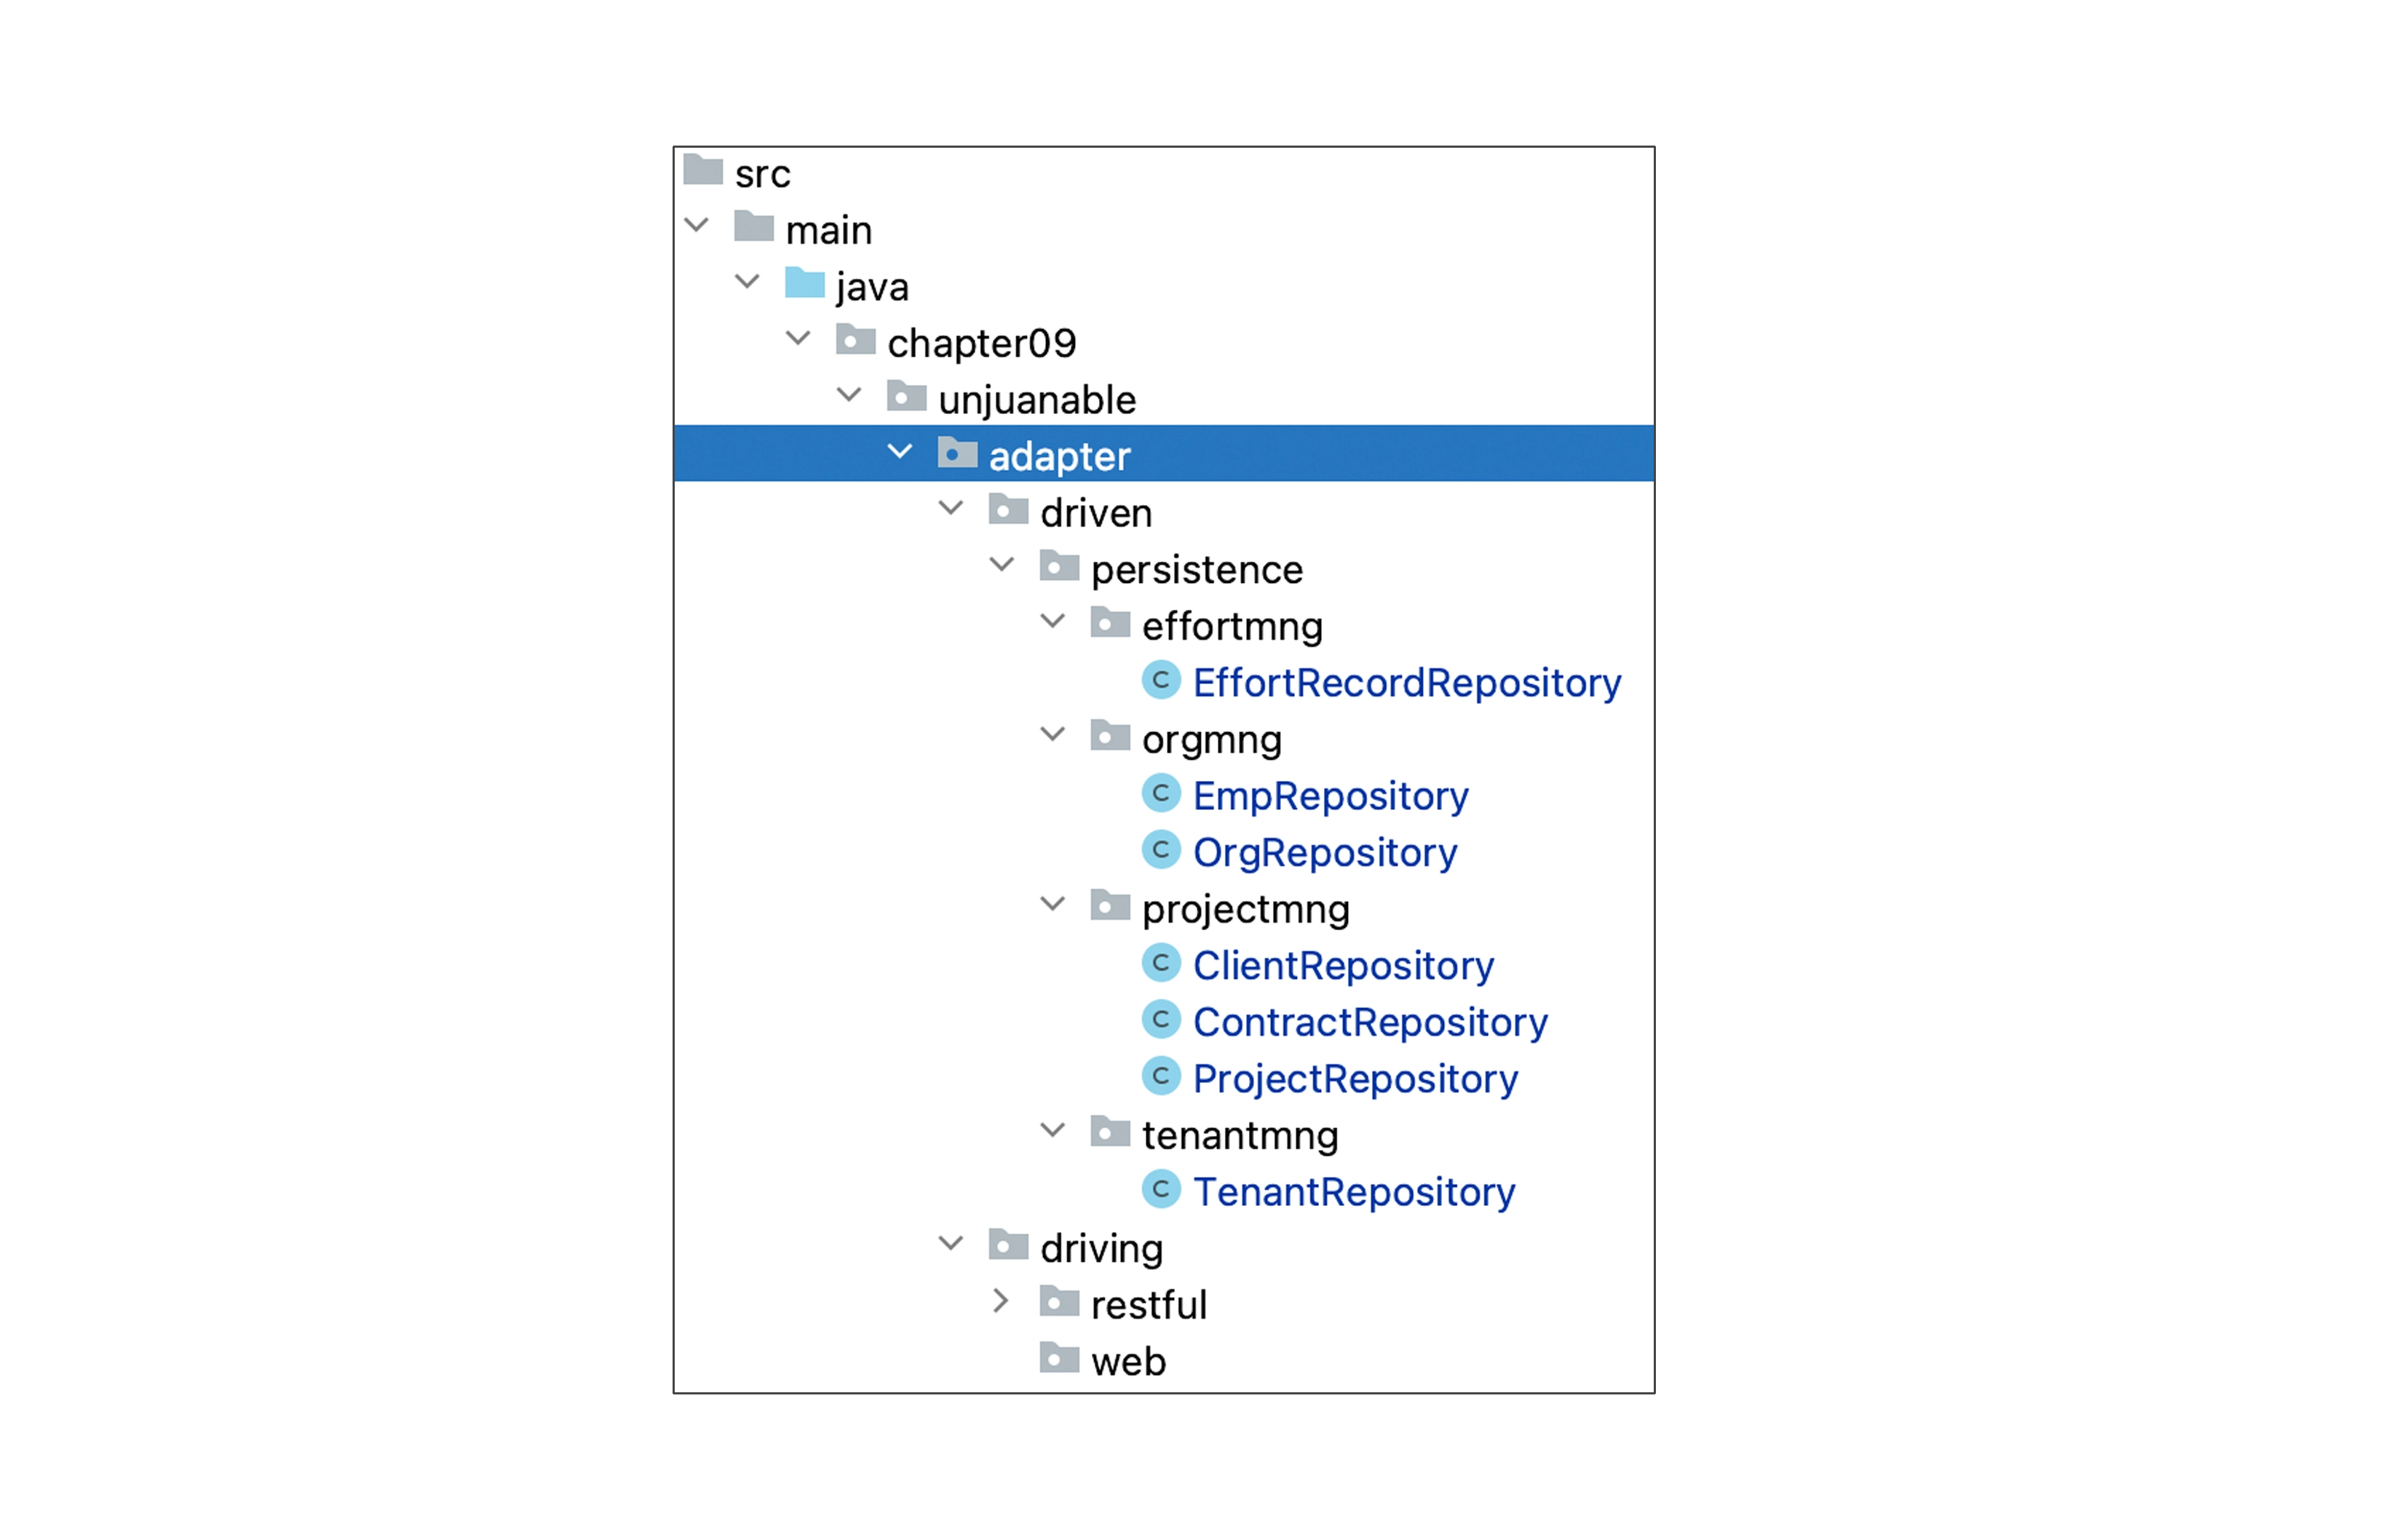 src
main
java
chapter09
unjuanable
adapter
driven
persistence
effortmng
C EffortRecordRepository
orgmng
C EmpRepository
C OrgRepository
projectmng
C ClientRepository
C ContractRepository
C ProjectRepository
tenantmng
C TenantRepository
driving
restful
web